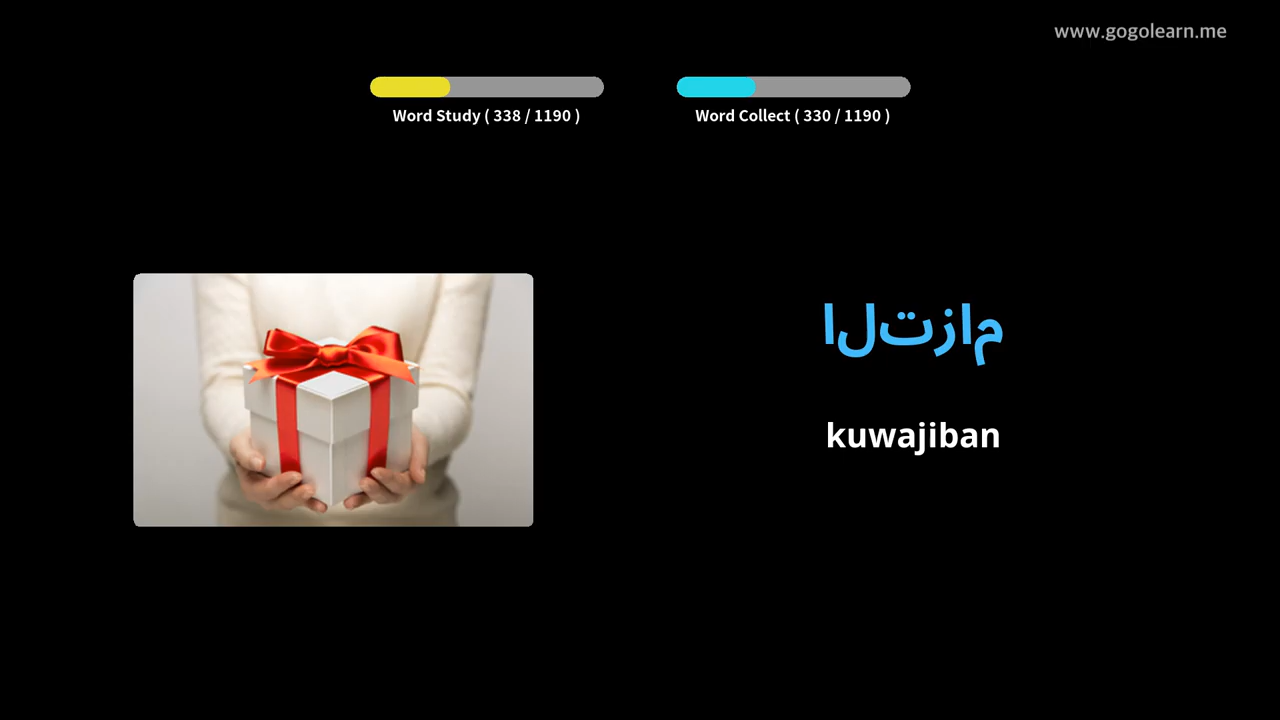 www.gogolearn.me
Word Study ( 338 / 1190 )
Word Collect ( 330 / 1190 )
التزام
kuwajiban